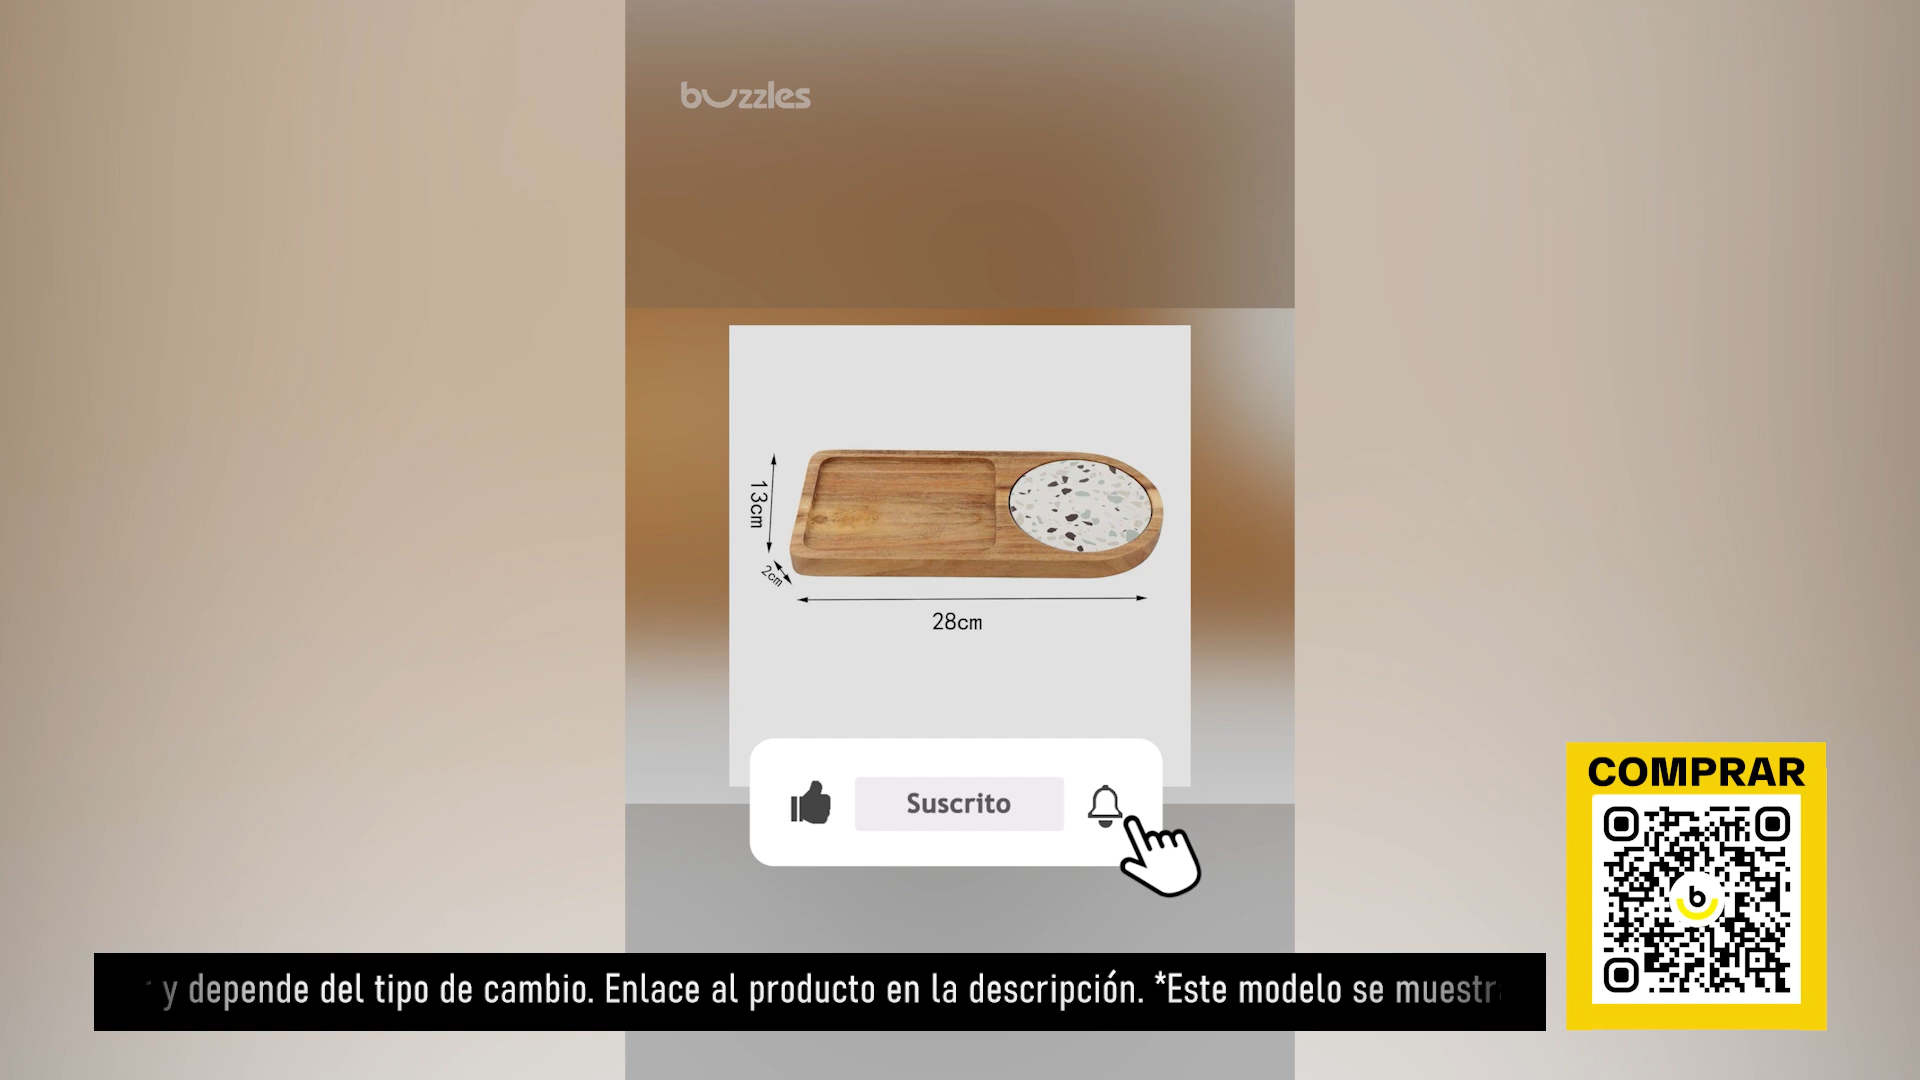 buzzles
13cm
2cm
28cm
Suscrito
COMPRAR
b
y depende del tipo de cambio. Enlace al producto en la descripción. *Este modelo se muestr